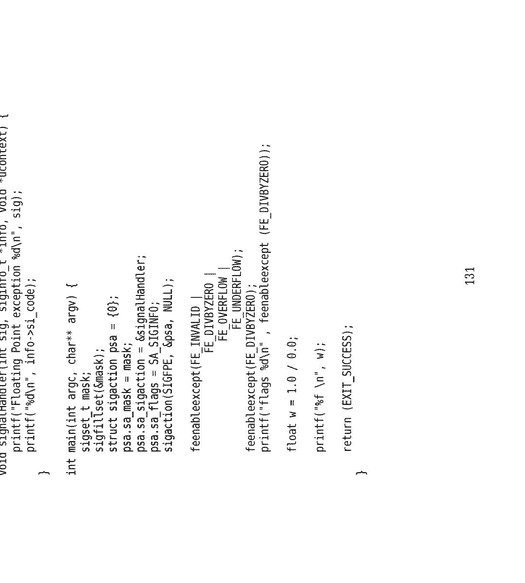 void signalHandler(int sig, siginfo_t *info, void *ucontext) {
printf("Floating Point exception %d\n", sig);
printf("%d\n", info->si_code);
}
int main(int argc, char** argv) {
sigset_t mask;
sigfillset(&mask);
struct sigaction psa = {0};
psa.sa_mask = mask;
psa.sa_sigaction = &signalHandler;
psa.sa_flags = SA_SIGINFO;
sigaction(SIGFPE, &psa, NULL);
feenableexcept(FE_INVALID |
FE_DIVBYZERO |
FE_OVERFLOW |
FE_UNDERFLOW);
feenableexcept(FE_DIVBYZERO);
printf("flags %d\n" , feenableexcept (FE_DIVBYZERO));
float w = 1.0 / 0.0;
printf("%f \n", w);
return (EXIT_SUCCESS);
}
131